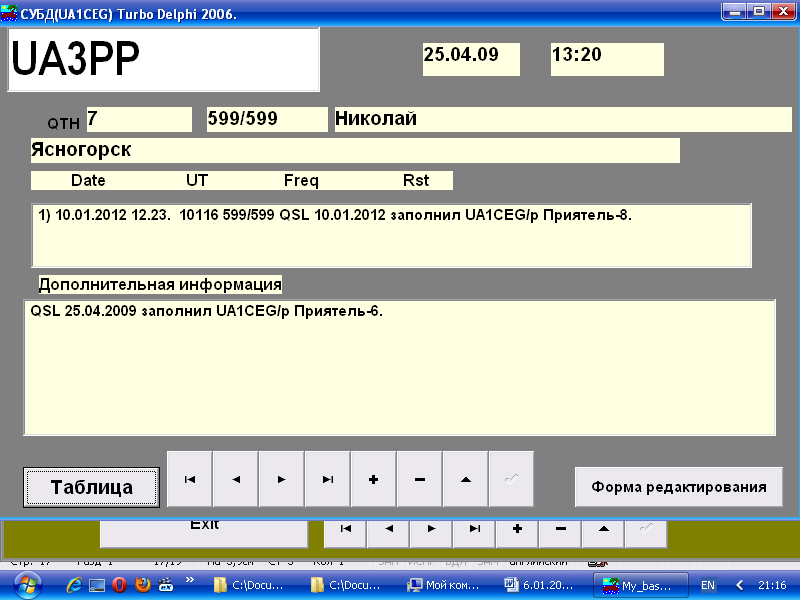 СУБД(UA1CEG) Turbo Delphi 2006.
UA3PP
25.04.09 13:20
QTH 7 599/599 Николай
Ясногорск
Date UT Freq Rst
1) 10.01.2012 12.23. 10116 599/599 QSL 10.01.2012 заполнил UA1CEG/p Приятель-8.
Дополнительная информация
QSL 25.04.2009 заполнил UA1CEG/p Приятель-6.
Таблица
Форма редактирования
Exit
C:\Docu... C:\Docu... Мой ком... 6.01.20... My_bas... EN 21:16